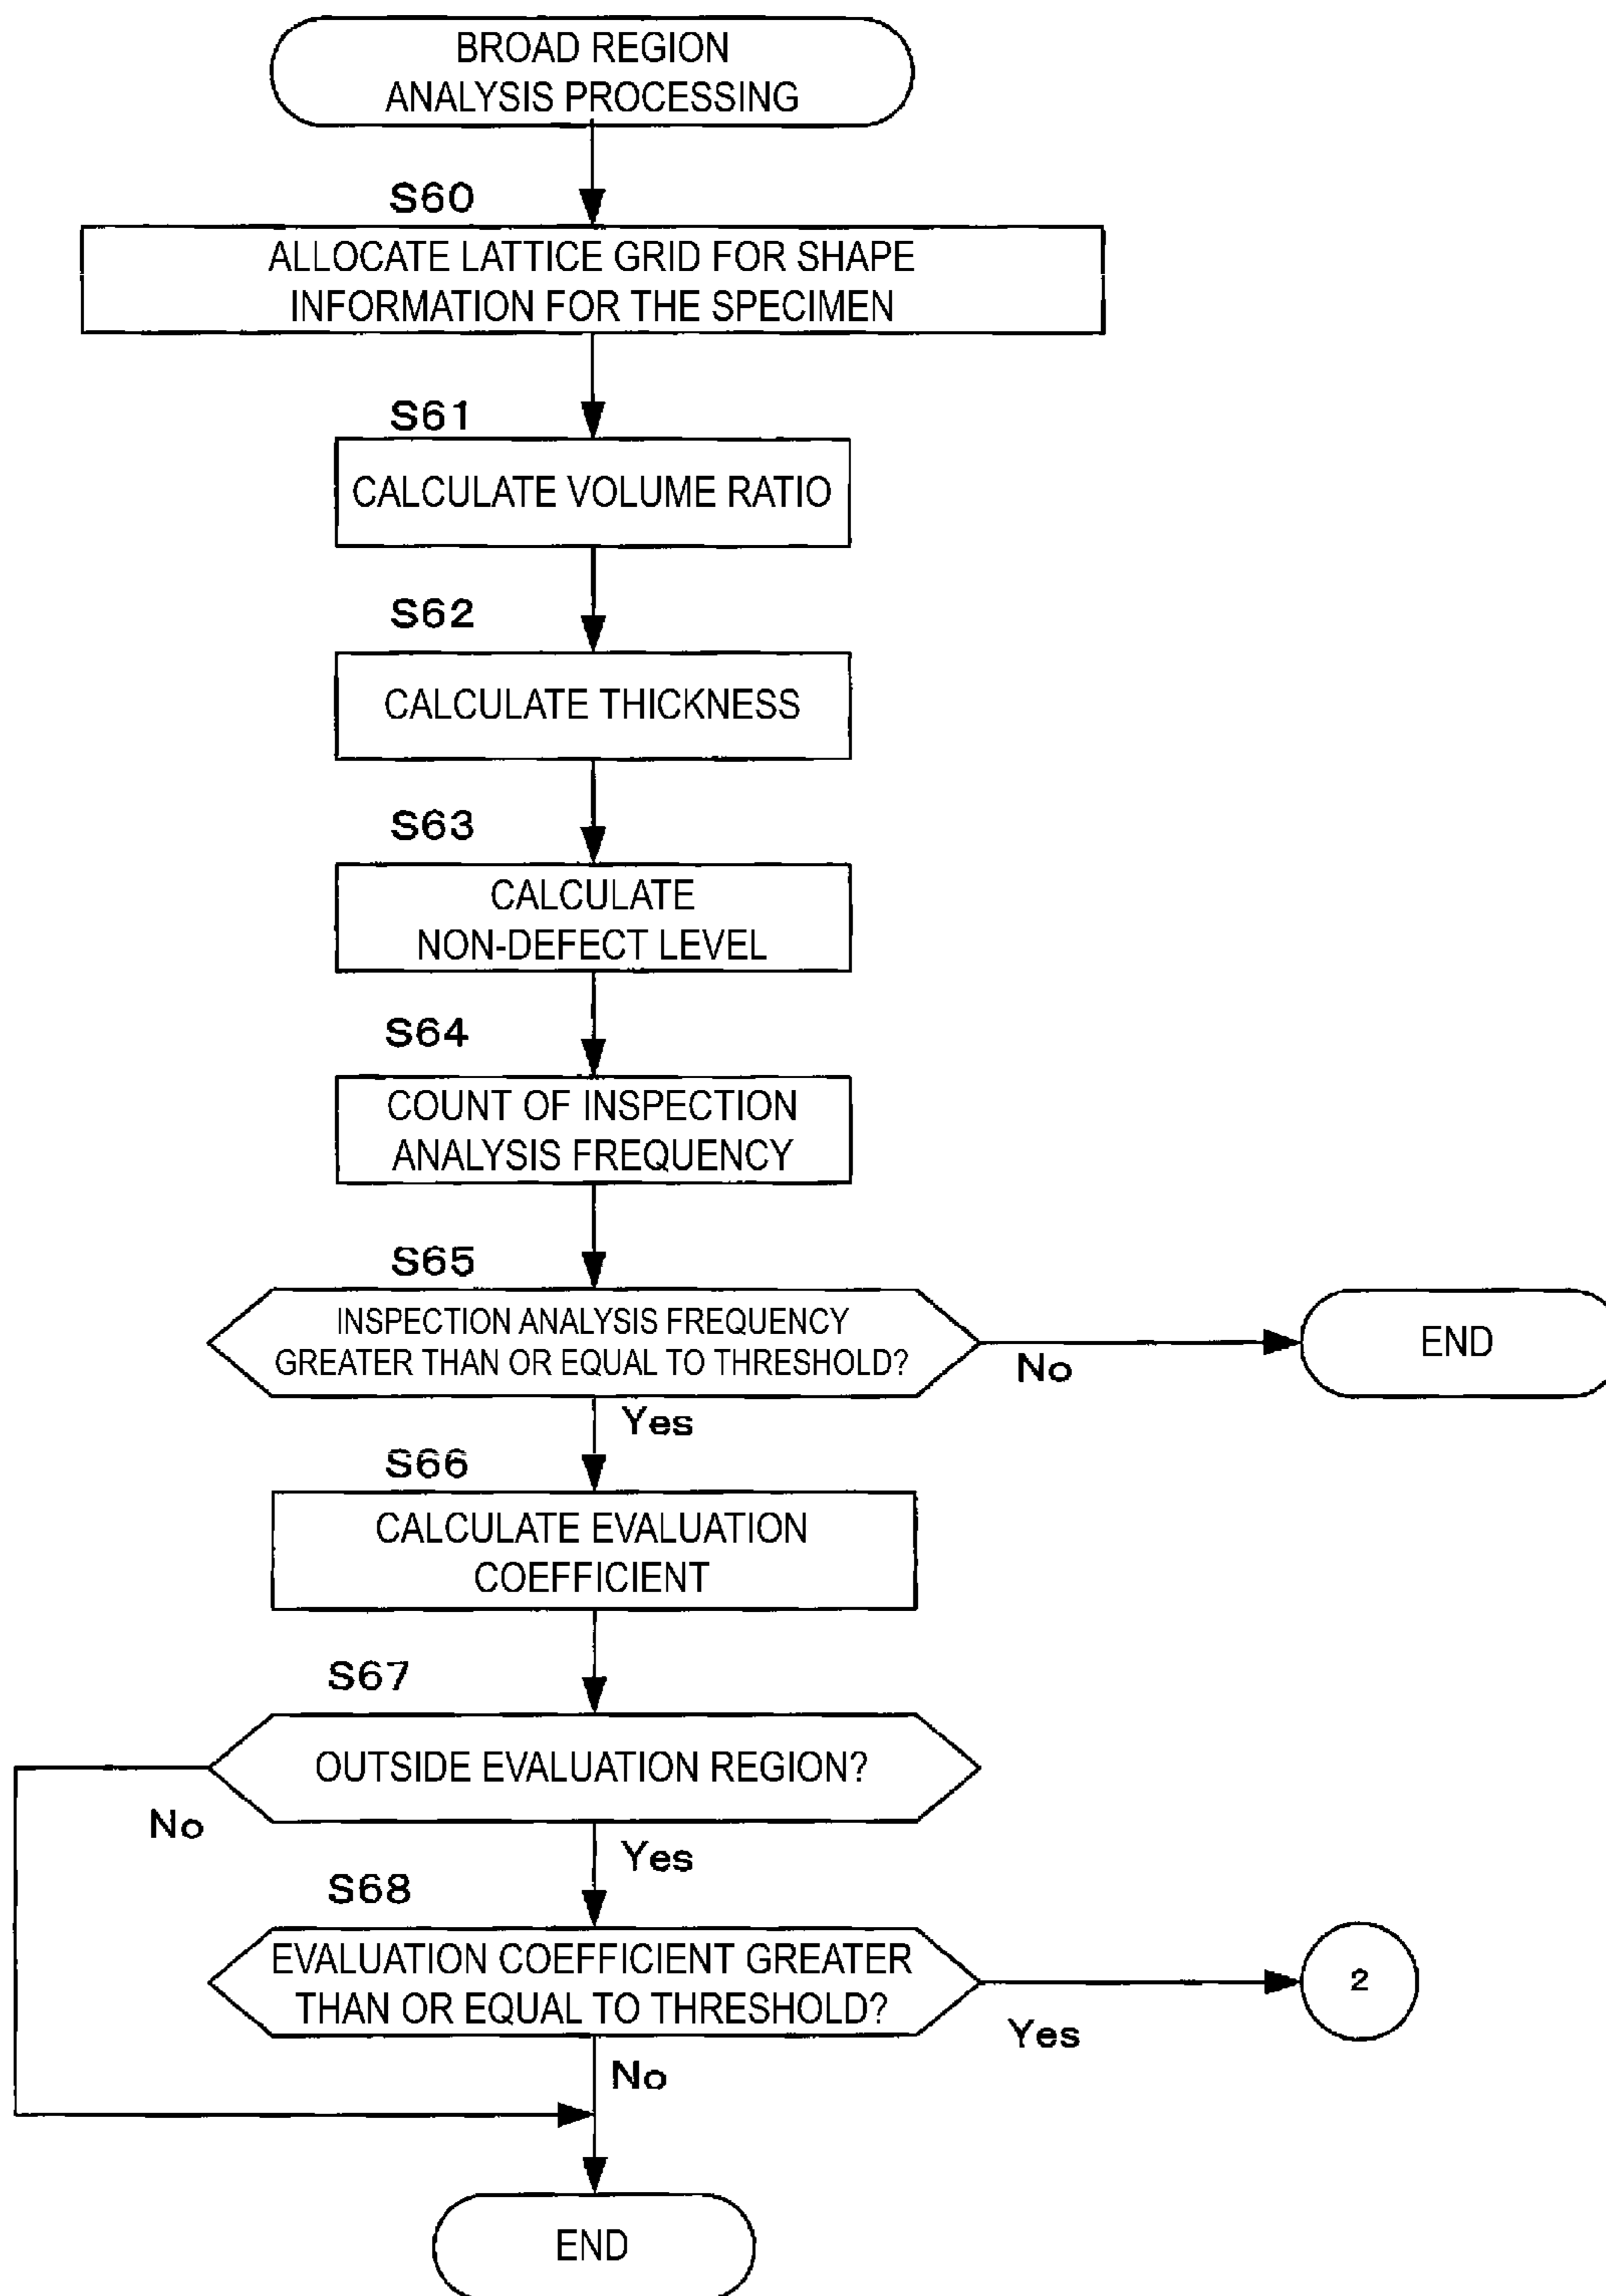 BROAD REGION
ANALYSIS PROCESSING
S60
ALLOCATE LATTICE GRID FOR SHAPE
INFORMATION FOR THE SPECIMEN
S61
CALCULATE VOLUME RATIO
S62
CALCULATE THICKNESS
S63
CALCULATE
NON-DEFECT LEVEL
S64
COUNT OF INSPECTION
ANALYSIS FREQUENCY
S65
INSPECTION ANALYSIS FREQUENCY
GREATER THAN OR EQUAL TO THRESHOLD?
No
END
Yes
S66
CALCULATE EVALUATION
COEFFICIENT
S67
OUTSIDE EVALUATION REGION?
No
Yes
S68
EVALUATION COEFFICIENT GREATER
THAN OR EQUAL TO THRESHOLD?
Yes
2
No
END